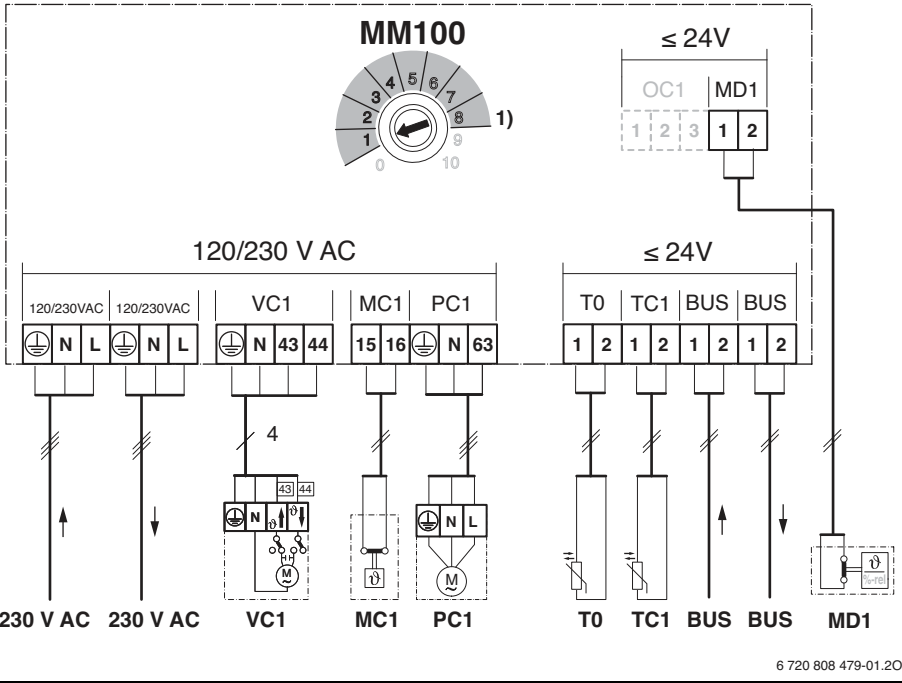 MM100
≤ 24V
OC1 MD1
1 2 3 1 2
0 1 2 3 4 5 6 7 8 9 10
1)
120/230 V AC
≤ 24V
120/230VAC 120/230VAC VC1 MC1 PC1 T0 TC1 BUS BUS
N L N L N 43 44 15 16 N 63 1 2 1 2 1 2 1 2
4
43 44
N ϑ ϑ
N L
M ~
ϑ
M ~
ϑ
%-rel
230 V AC 230 V AC VC1 MC1 PC1 T0 TC1 BUS BUS MD1
6 720 808 479-01.2O